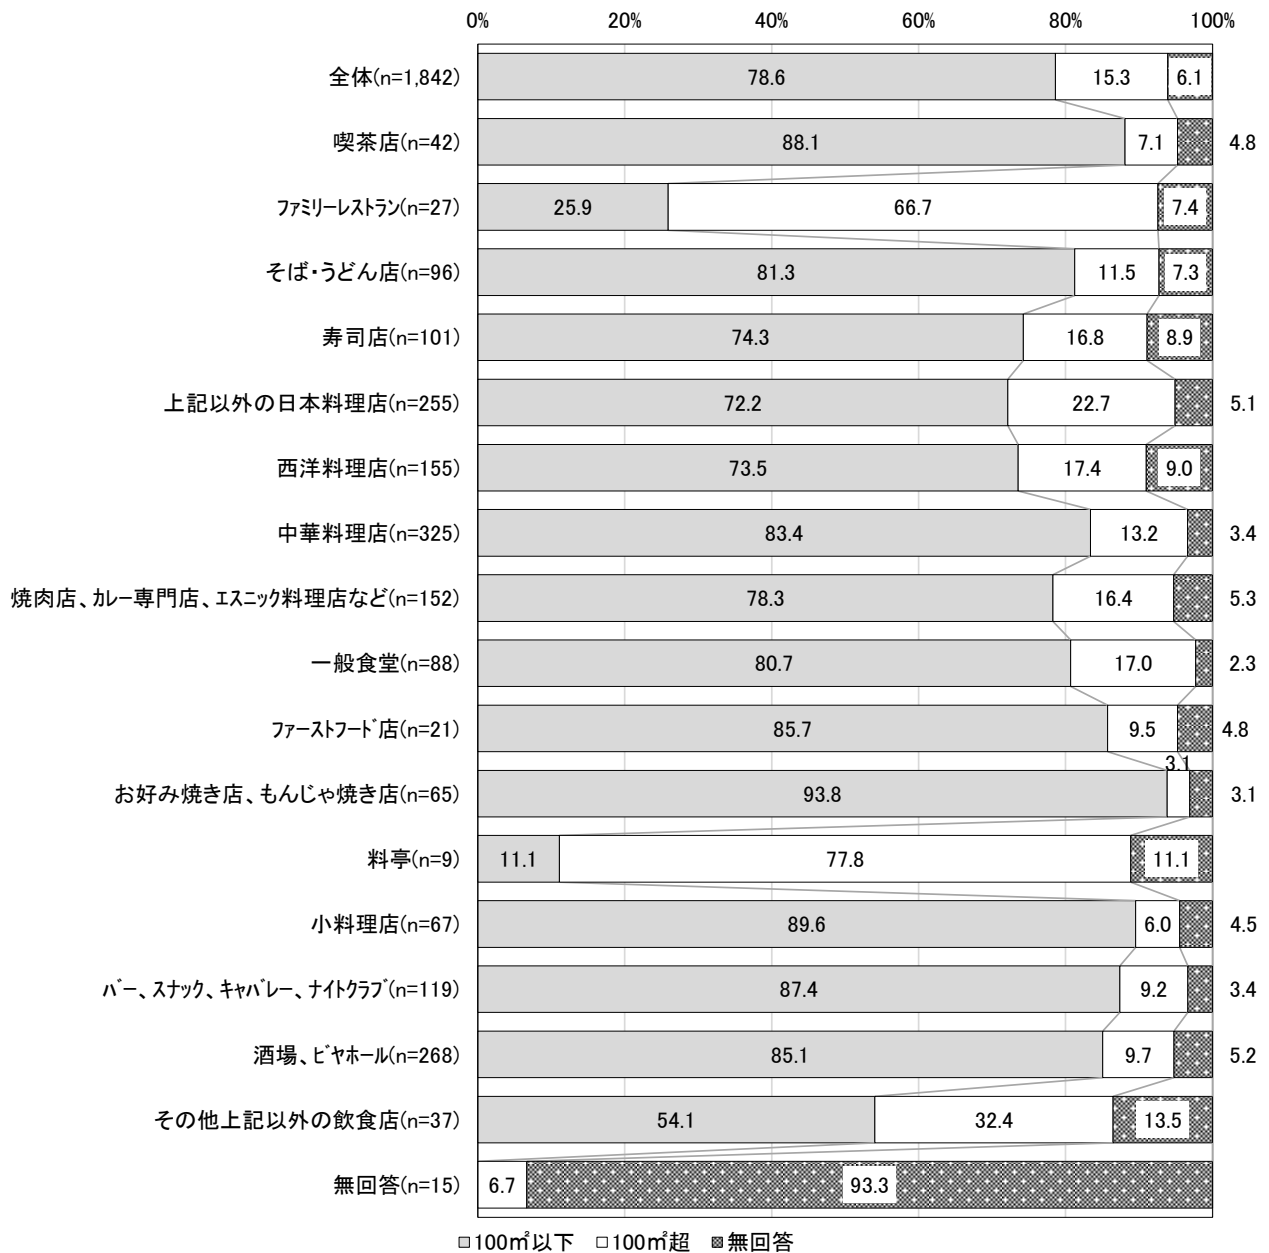 0% 20% 40% 60% 80% 100%
全体(n=1,842) 78.6 15.3 6.1
喫茶店(n=42) 88.1 7.1 4.8
ファミリーレストラン(n=27) 25.9 66.7 7.4
そば・うどん店(n=96) 81.3 11.5 7.3
寿司店(n=101) 74.3 16.8 8.9
上記以外の日本料理店(n=255) 72.2 22.7 5.1
西洋料理店(n=155) 73.5 17.4 9.0
中華料理店(n=325) 83.4 13.2 3.4
焼肉店、カレー専門店、エスニック料理店など(n=152) 78.3 16.4 5.3
一般食堂(n=88) 80.7 17.0 2.3
ファーストフード店(n=21) 85.7 9.5 4.8
お好み焼き店、もんじゃ焼き店(n=65) 93.8 3.1 3.1
料亭(n=9) 11.1 77.8 11.1
小料理店(n=67) 89.6 6.0 4.5
バー、スナック、キャバレー、ナイトクラブ(n=119) 87.4 9.2 3.4
酒場、ビヤホール(n=268) 85.1 9.7 5.2
その他上記以外の飲食店(n=37) 54.1 32.4 13.5
無回答(n=15) 6.7 93.3
100㎡以下 100㎡超 無回答